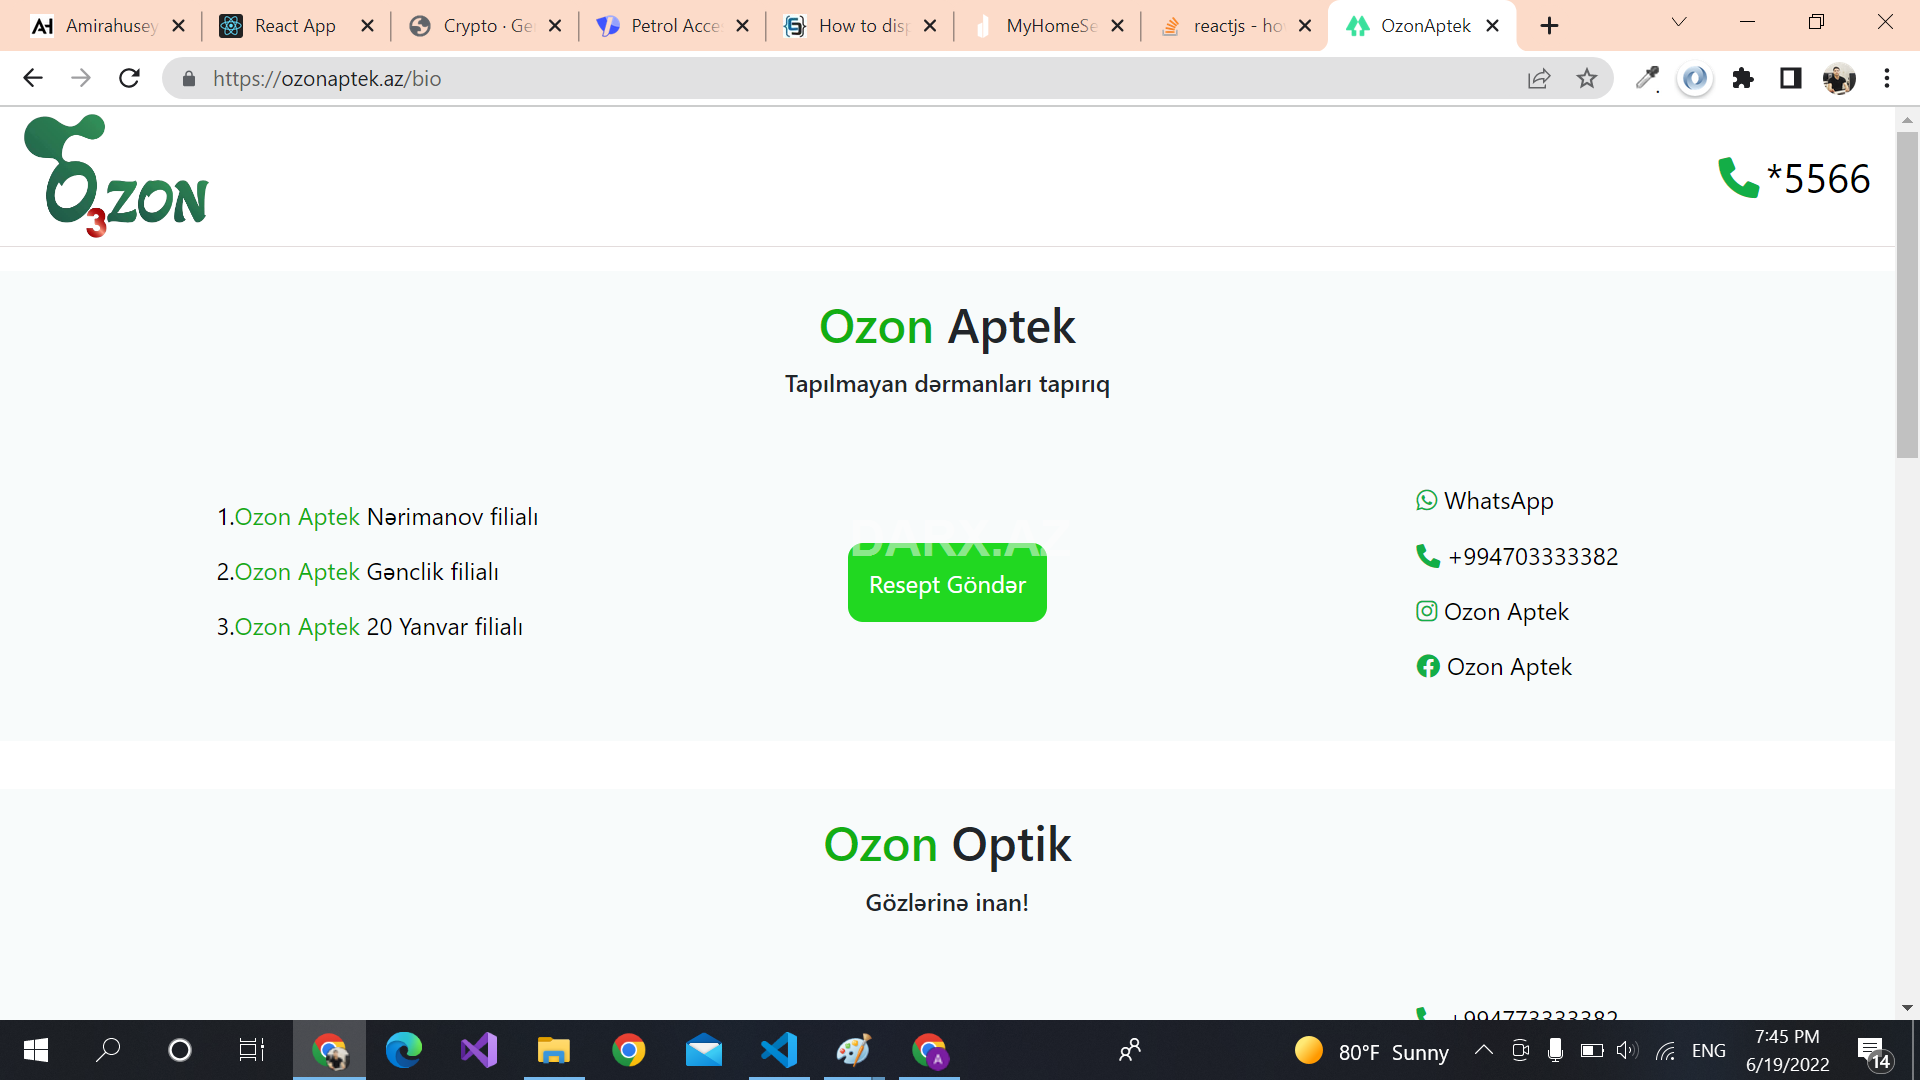 Amirahusey
React App
Crypto · Ge
Petrol Acce
How to disp
MyHomeSe
reactjs - ho
OzonAptek
https://ozonaptek.az/bio
O3ZON
*5566
Ozon Aptek
Tapılmayan dərmanları tapırıq
1.Ozon Aptek Nərimanov filialı
2.Ozon Aptek Gənclik filialı
3.Ozon Aptek 20 Yanvar filialı
DARX.AZ
Resept Göndər
WhatsApp
+994703333382
Ozon Aptek
Ozon Aptek
Ozon Optik
Gözlərinə inan!
+994773333382
80°F Sunny
ENG
7:45 PM
6/19/2022
14